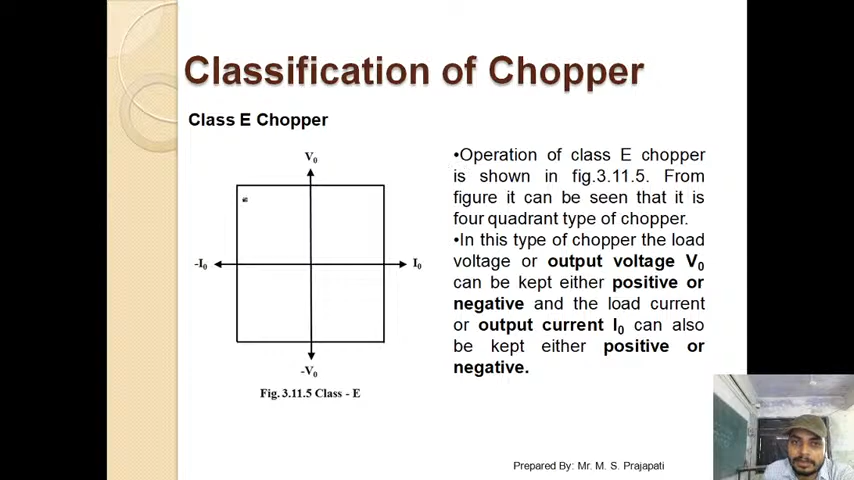 Classification of Chopper
Class E Chopper
V0
-I0
I0
-V0
Fig. 3.11.5 Class - E
•Operation of class E chopper
is shown in fig.3.11.5. From
figure it can be seen that it is
four quadrant type of chopper.
•In this type of chopper the load
voltage or output voltage V0
can be kept either positive or
negative and the load current
or output current I0 can also
be kept either positive or
negative.
Prepared By: Mr. M. S. Prajapati